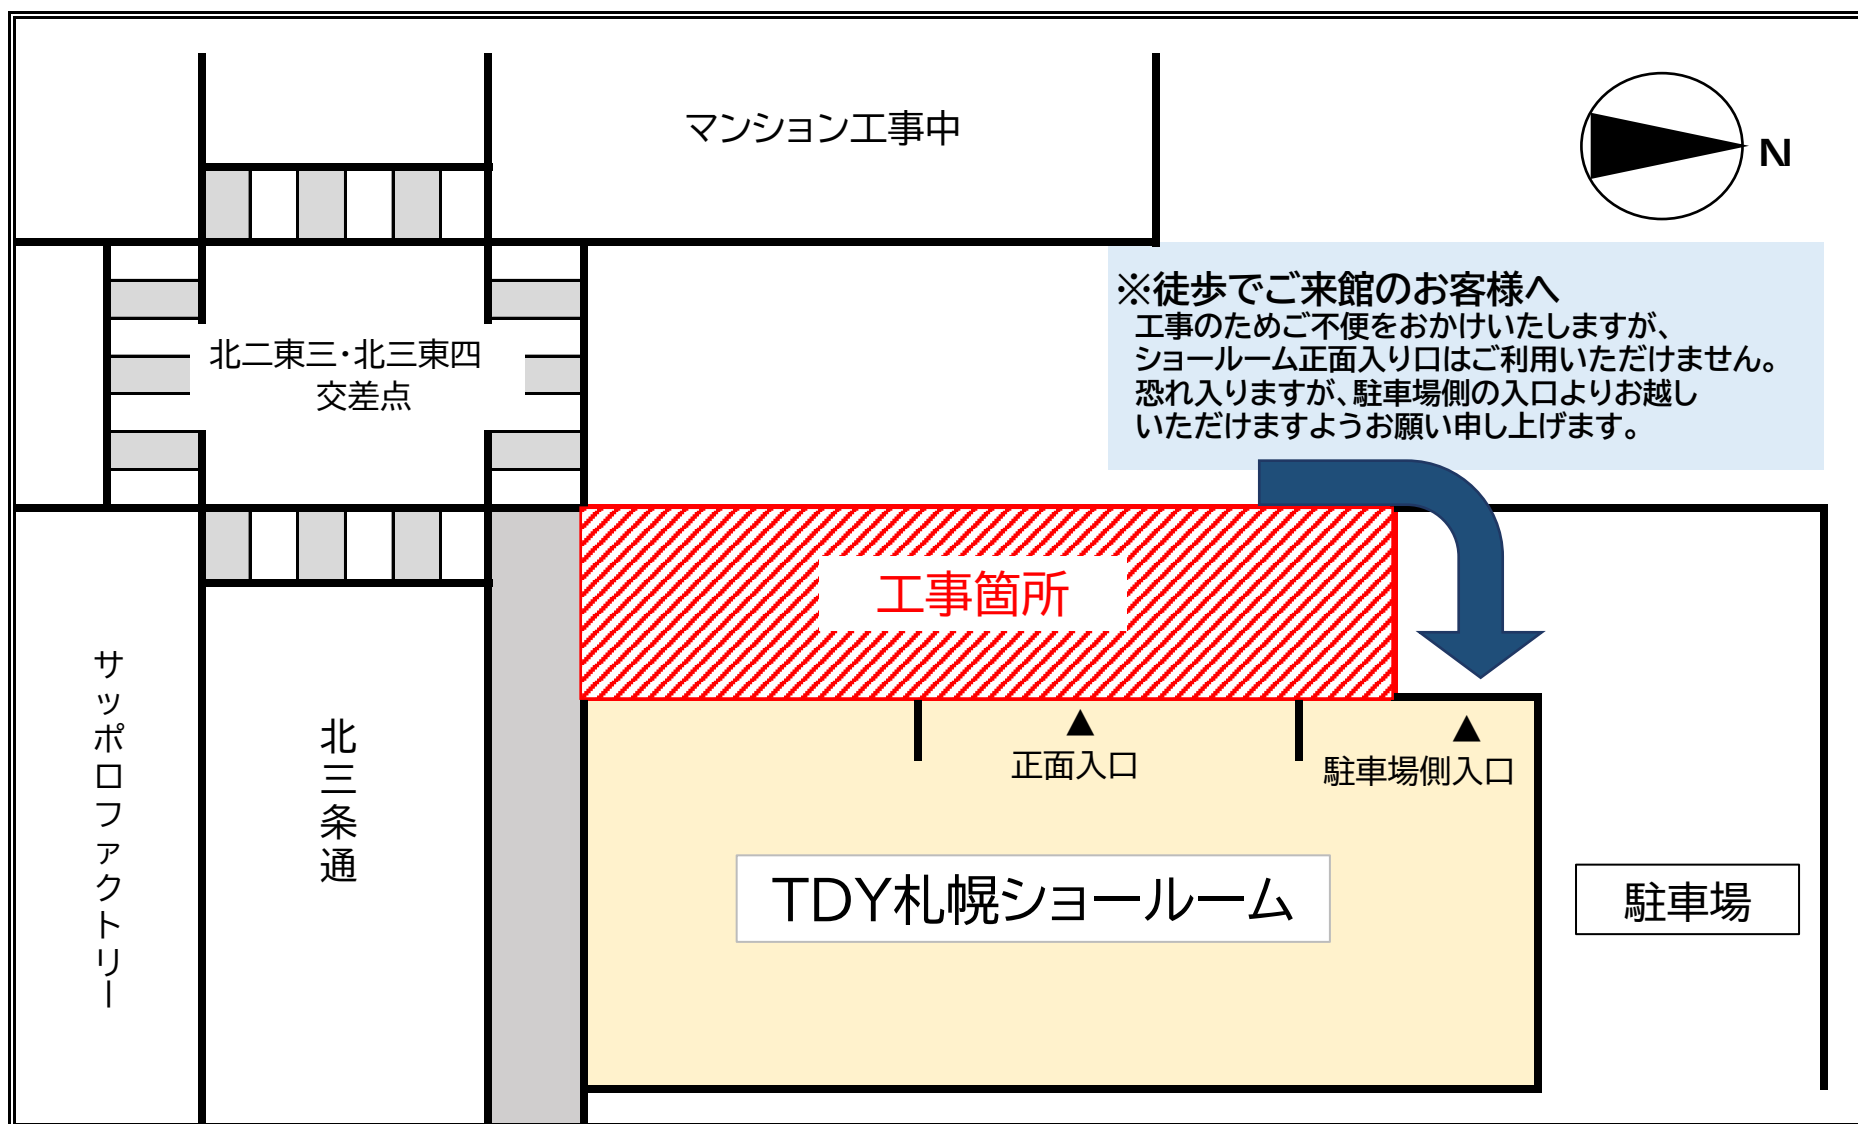 マンション工事中
N
※徒歩でご来館のお客様へ
工事のためご不便をおかけいたしますが、
ショールーム正面入り口はご利用いただけません。
恐れ入りますが、駐車場側の入口よりお越し
いただけますようお願い申し上げます。
北二東三・北三東四
交差点
工事箇所
▲
正面入口
▲
駐車場側入口
サッポロファクトリー
北三条通
TDY札幌ショールーム
駐車場